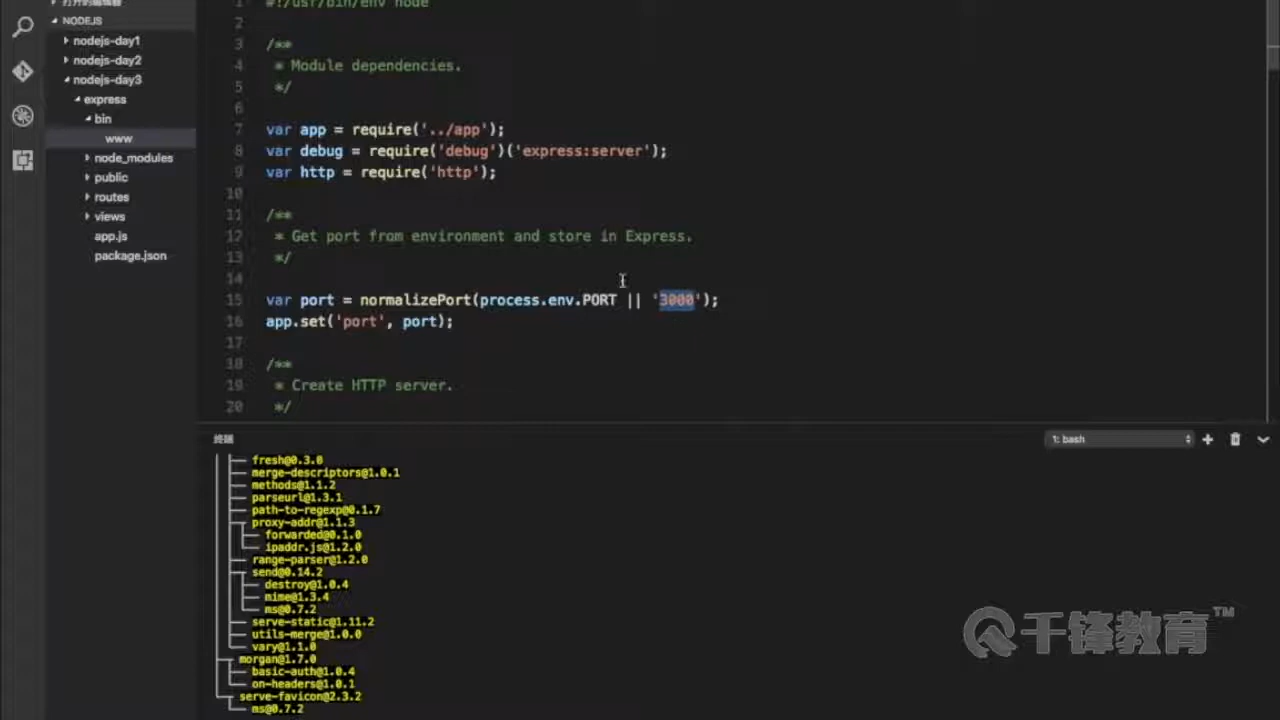 打开的编辑器
NODEJS
nodejs-day1
nodejs-day2
nodejs-day3
express
bin
www
node_modules
public
routes
views
app.js
package.json
1 #!/usr/bin/env node
2
3 /**
4 * Module dependencies.
5 */
6
7 var app = require('../app');
8 var debug = require('debug')('express:server');
9 var http = require('http');
10
11 /**
12 * Get port from environment and store in Express.
13 */
14
15 var port = normalizePort(process.env.PORT || '3000');
16 app.set('port', port);
17
18 /**
19 * Create HTTP server.
20 */
终端
1: bash
fresh@0.3.0
merge-descriptors@1.0.1
methods@1.1.2
parseurl@1.3.1
path-to-regexp@0.1.7
proxy-addr@1.1.3
forwarded@0.1.0
ipaddr.js@1.2.0
range-parser@1.2.0
send@0.14.2
destroy@1.0.4
mime@1.3.4
ms@0.7.2
serve-static@1.11.2
utils-merge@1.0.0
vary@1.1.0
morgan@1.7.0
basic-auth@1.0.4
on-headers@1.0.1
serve-favicon@2.3.2
ms@0.7.2
千锋教育™